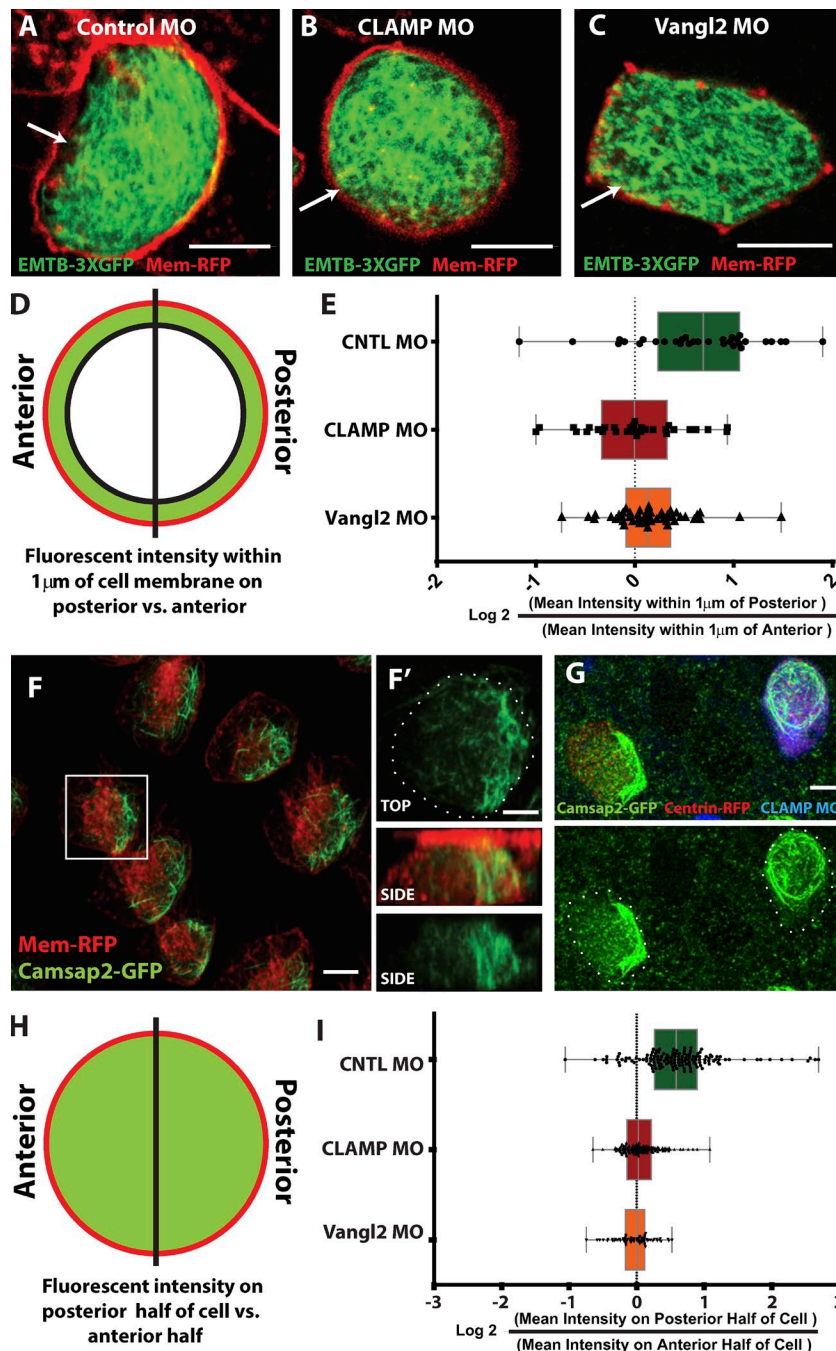 A Control MO
B CLAMP MO
C Vangl2 MO
EMTB-3XGFP Mem-RFP
EMTB-3XGFP Mem-RFP
EMTB-3XGFP Mem-RFP
D
Anterior
Posterior
Fluorescent intensity within
1μm of cell membrane on
posterior vs. anterior
E
CNTL MO
CLAMP MO
Vangl2 MO
-2 -1 0 1 2
Log 2 (Mean Intensity within 1μm of Posterior )
(Mean Intensity within 1μm of Anterior )
F
Mem-RFP
Camsap2-GFP
F'
TOP
SIDE
SIDE
G
Camsap2-GFP Centrin-RFP CLAMP MO
H
Anterior
Posterior
Fluorescent intensity on
posterior half of cell vs.
anterior half
I
CNTL MO
CLAMP MO
Vangl2 MO
-3 -2 -1 0 1 2 3
Log 2 (Mean Intensity on Posterior Half of Cell )
(Mean Intensity on Anterior Half of Cell )